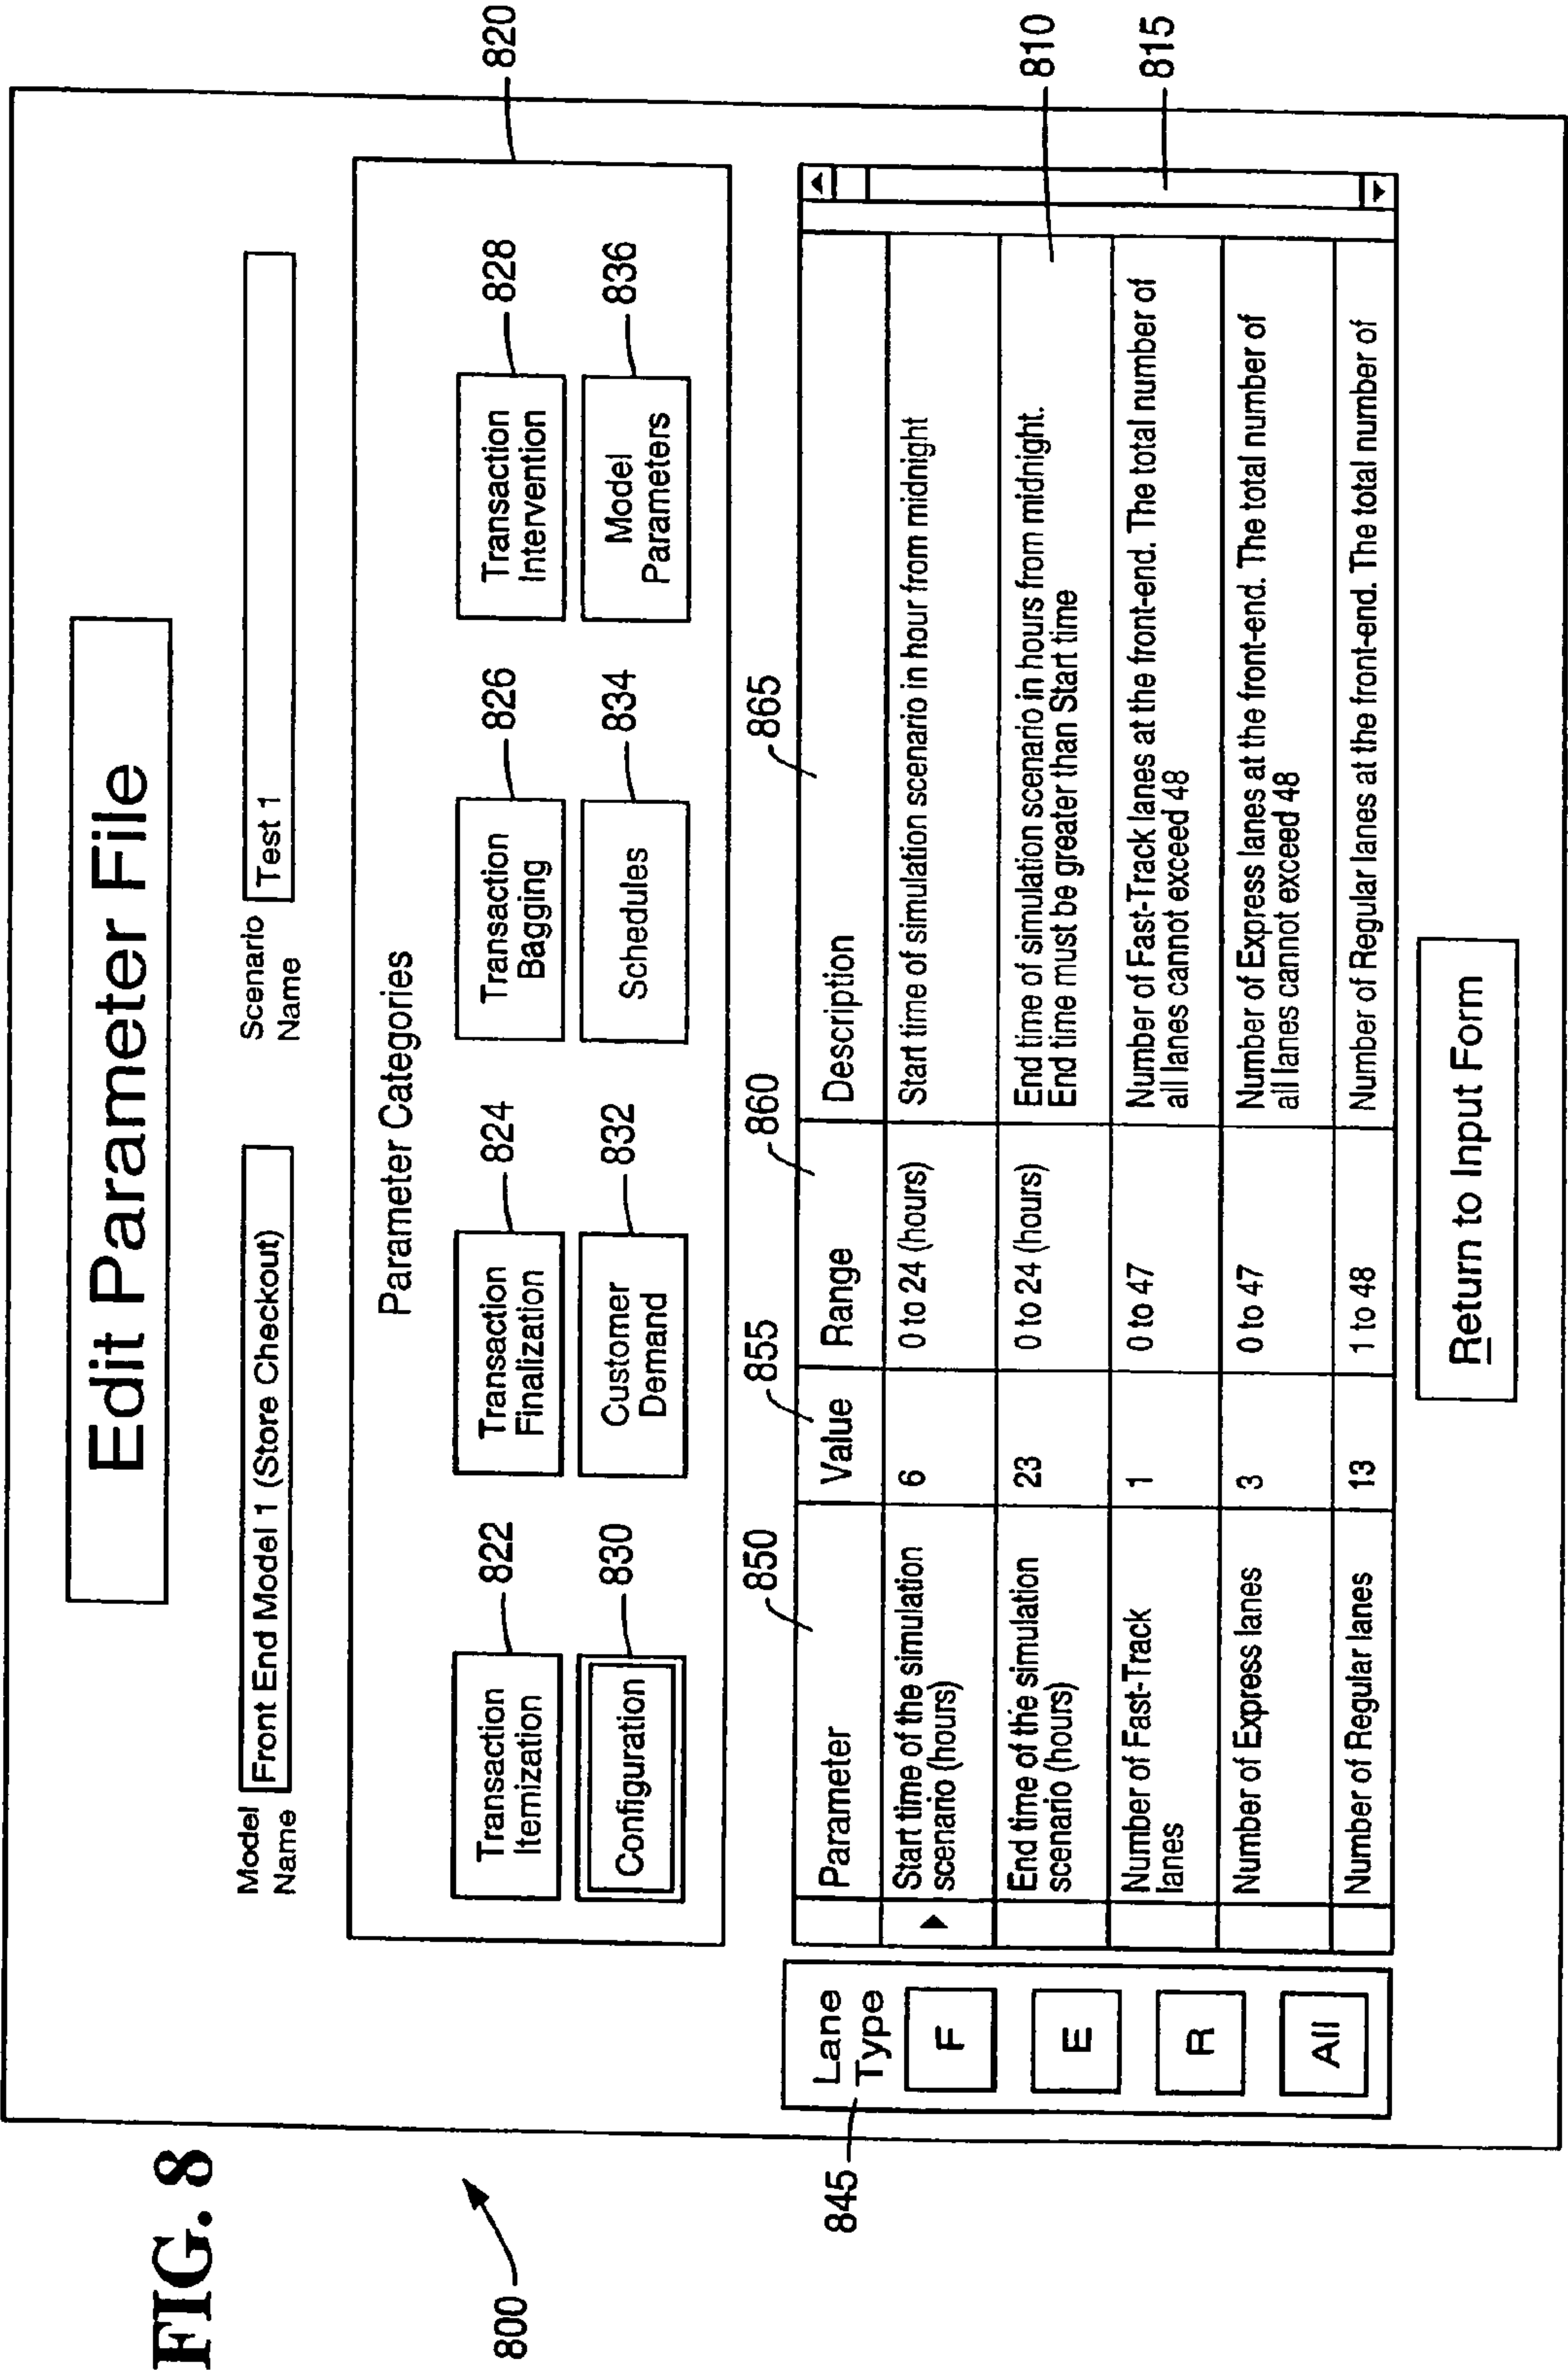 FIG. 8
800
Edit Parameter File
Model Name
Front End Model 1 (Store Checkout)
Scenario Name
Test 1
820
Parameter Categories
822
824
826
828
Transaction Itemization
Transaction Finalization
Transaction Bagging
Transaction Intervention
830
832
834
836
Configuration
Customer Demand
Schedules
Model Parameters
845
Lane Type
F
E
R
All
850
855
860
865
Parameter Value Range Description
Start time of the simulation scenario (hours) 6 0 to 24 (hours) Start time of simulation scenario in hour from midnight
End time of the simulation scenario (hours) 23 0 to 24 (hours) End time of simulation scenario in hours from midnight. End time must be greater than Start time
Number of Fast-Track lanes 1 0 to 47 Number of Fast-Track lanes at the front-end. The total number of all lanes cannot exceed 48
Number of Express lanes 3 0 to 47 Number of Express lanes at the front-end. The total number of all lanes cannot exceed 48
Number of Regular lanes 13 1 to 48 Number of Regular lanes at the front-end. The total number of
810
815
Return to Input Form